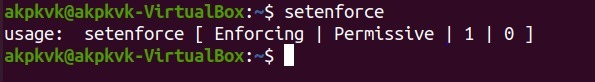 akpkvk@akpkvk-VirtualBox:~$ setenforce
usage:  setenforce [ Enforcing | Permissive | 1 | 0 ]
akpkvk@akpkvk-VirtualBox:~$